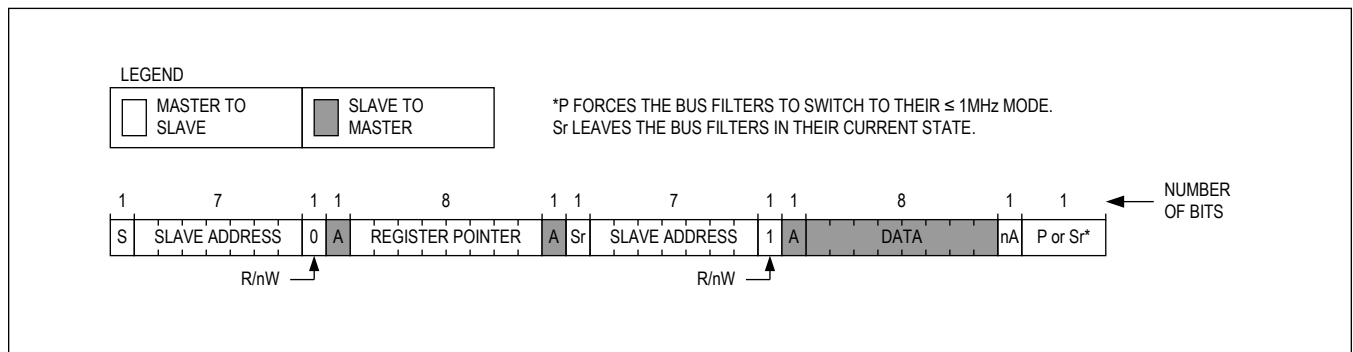 LEGEND
MASTER TO
SLAVE
SLAVE TO
MASTER
*P FORCES THE BUS FILTERS TO SWITCH TO THEIR ≤ 1MHz MODE.
Sr LEAVES THE BUS FILTERS IN THEIR CURRENT STATE.
1 7 1 1 8 1 1 7 1 1 8 1 1
NUMBER
OF BITS
S SLAVE ADDRESS 0 A REGISTER POINTER A Sr SLAVE ADDRESS 1 A DATA nA P or Sr*
R/nW R/nW